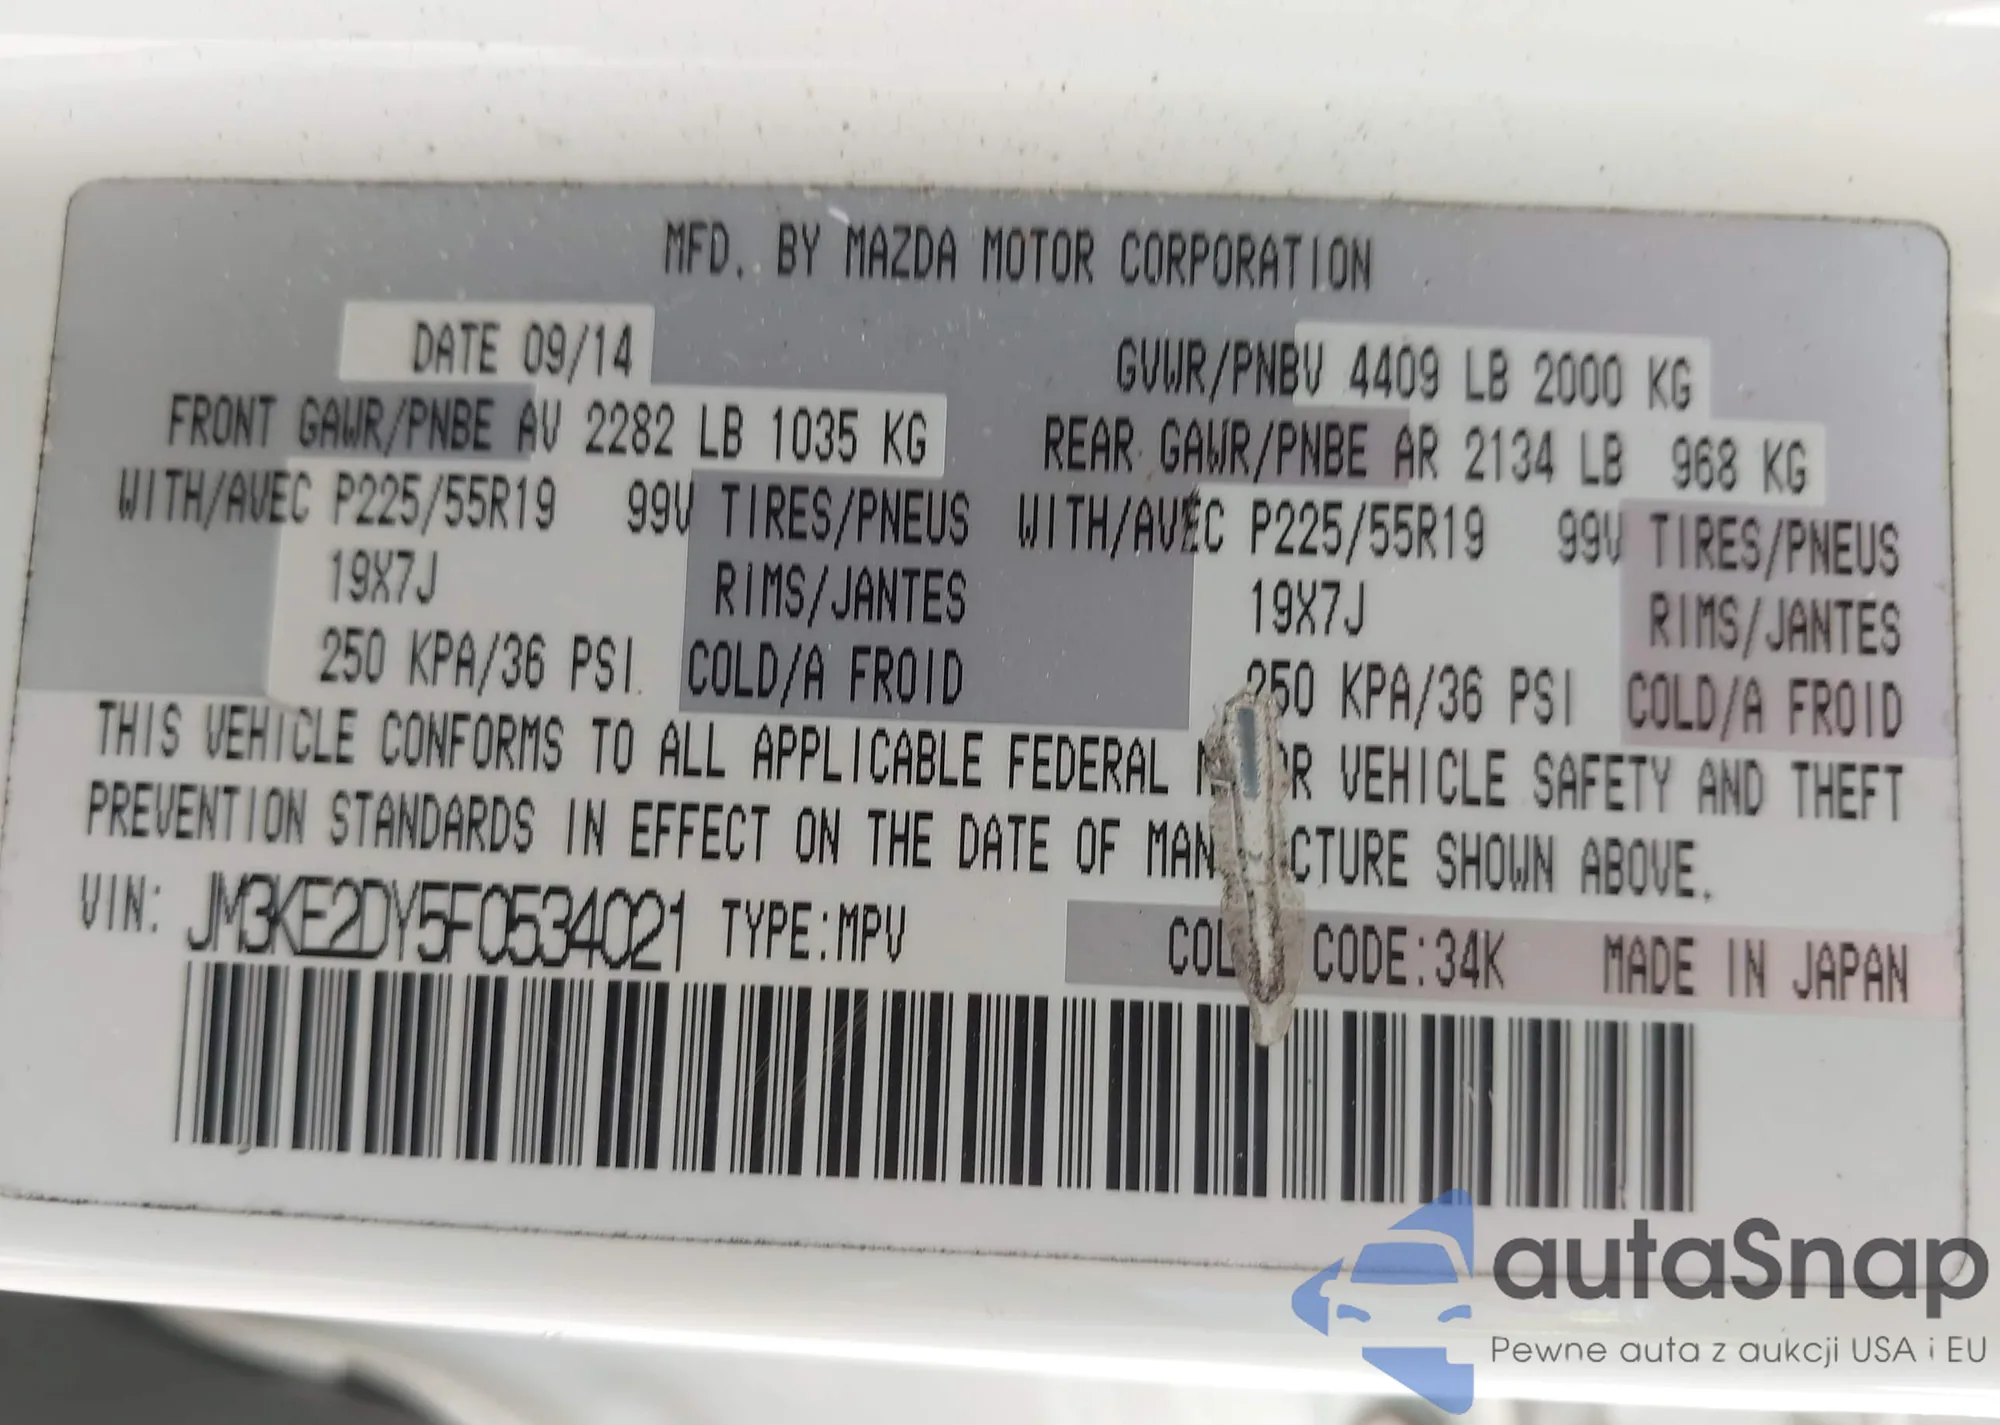 MFD. BY MAZDA MOTOR CORPORATION
DATE 09/14 GVWR/PNBV 4409 LB 2000 KG
FRONT GAWR/PNBE AV 2282 LB 1035 KG REAR GAWR/PNBE AR 2134 LB 968 KG
WITH/AVEC P225/55R19 99V TIRES/PNEUS WITH/AVEC P225/55R19 99V TIRES/PNEUS
19X7J RIMS/JANTES 19X7J RIMS/JANTES
250 KPA/36 PSI COLD/A FROID 250 KPA/36 PSI COLD/A FROID
THIS VEHICLE CONFORMS TO ALL APPLICABLE FEDERAL VEHICLE SAFETY AND THEFT
PREVENTION STANDARDS IN EFFECT ON THE DATE OF SHOWN ABOVE.
VIN: JM3KE2DY5F0534021 TYPE:MPV CODE:34K MADE IN JAPAN
autaSnap
Pewne auta z aukcji USA i EU